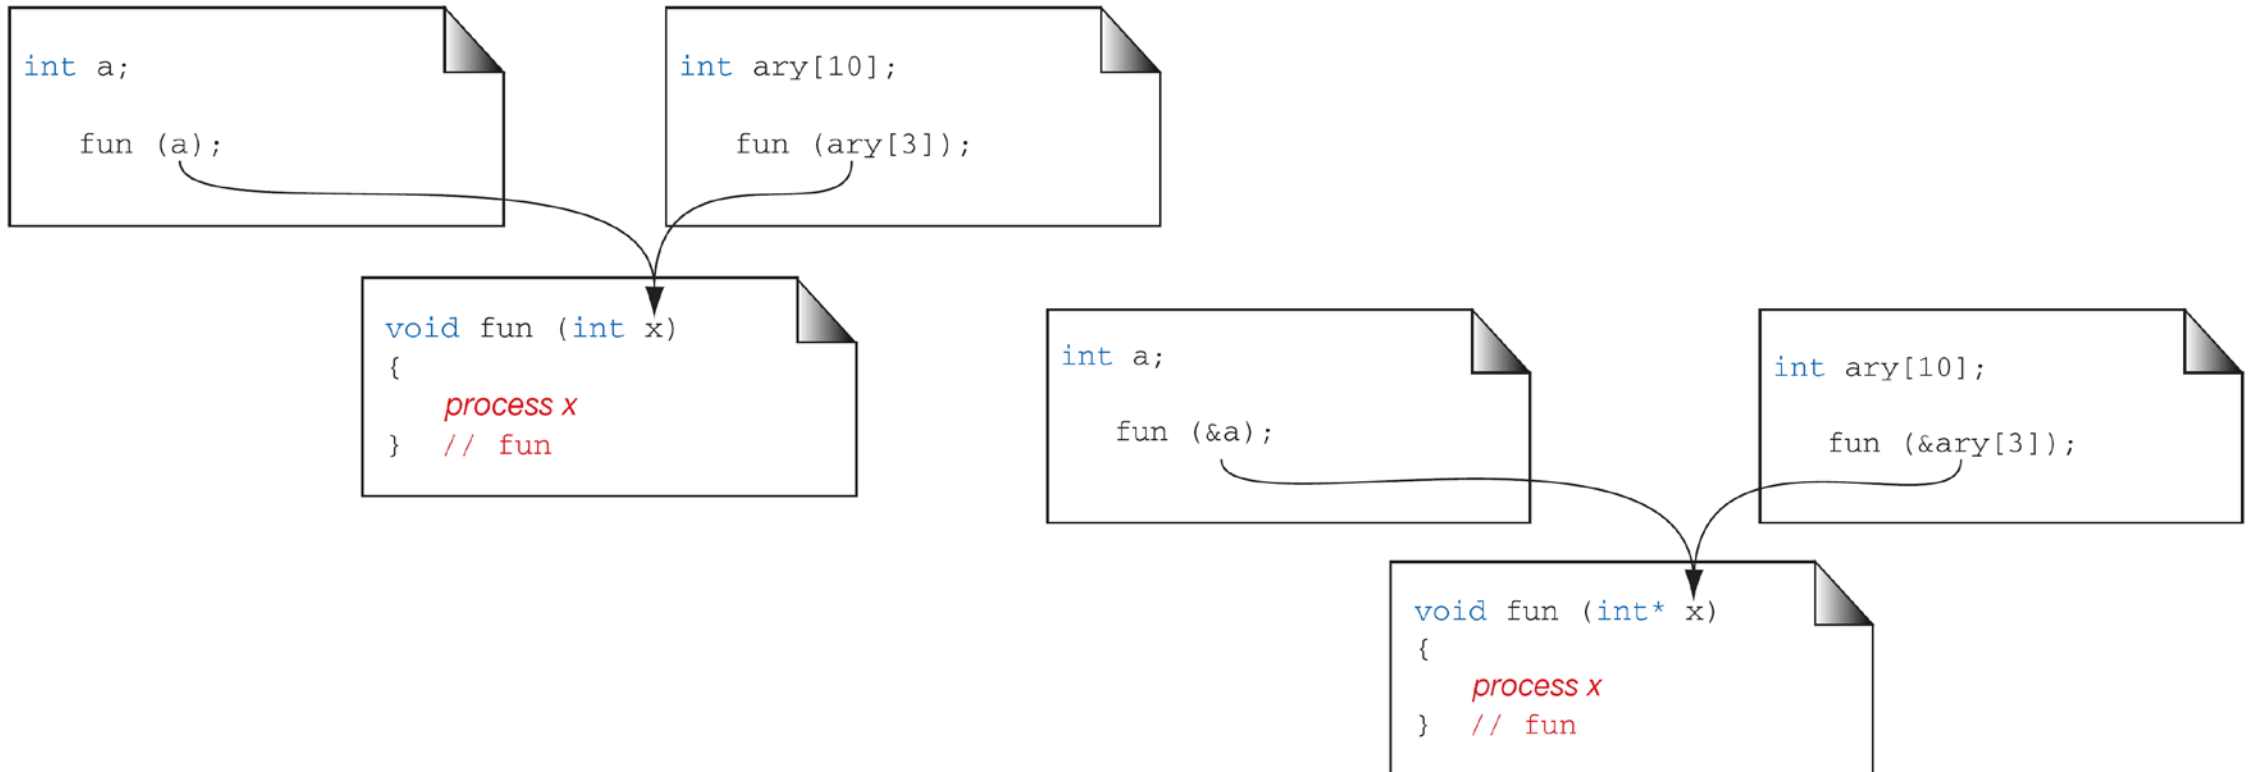 int a;
fun (a);
int ary[10];
fun (ary[3]);
void fun (int x)
{
process x
} // fun
int a;
fun (&a);
int ary[10];
fun (&ary[3]);
void fun (int* x)
{
process x
} // fun